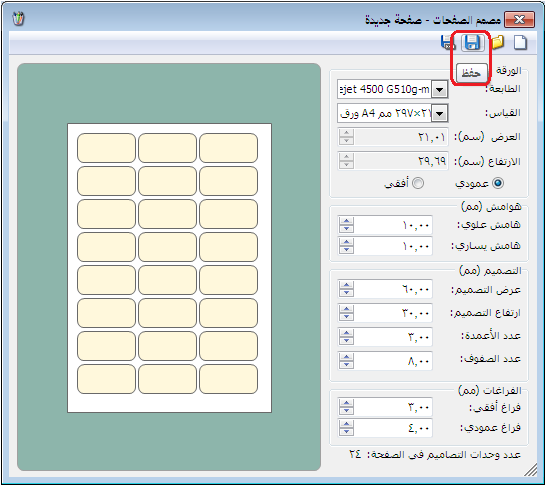 مصمم الصفحات - صفحة جديدة
حفظ
الورقة
الطابعة: ejet 4500 G510g-m
القياس: ٢١×٢٩٧ مم A4 ورق
العرض (سم): ٢١,٠١
الارتفاع (سم): ٢٩,٦٩
عمودي أفقي
هوامش (مم)
هامش علوي: ١٠,٠٠
هامش يساري: ١٠,٠٠
التصميم (مم)
عرض التصميم: ٦٠,٠٠
ارتفاع التصميم: ٣٠,٠٠
عدد الأعمدة: ٣,٠٠
عدد الصفوف: ٨,٠٠
الفراغات (مم)
فراغ أفقي: ٣,٠٠
فراغ عمودي: ٤,٠٠
عدد وحدات التصاميم في الصفحة: ٢٤